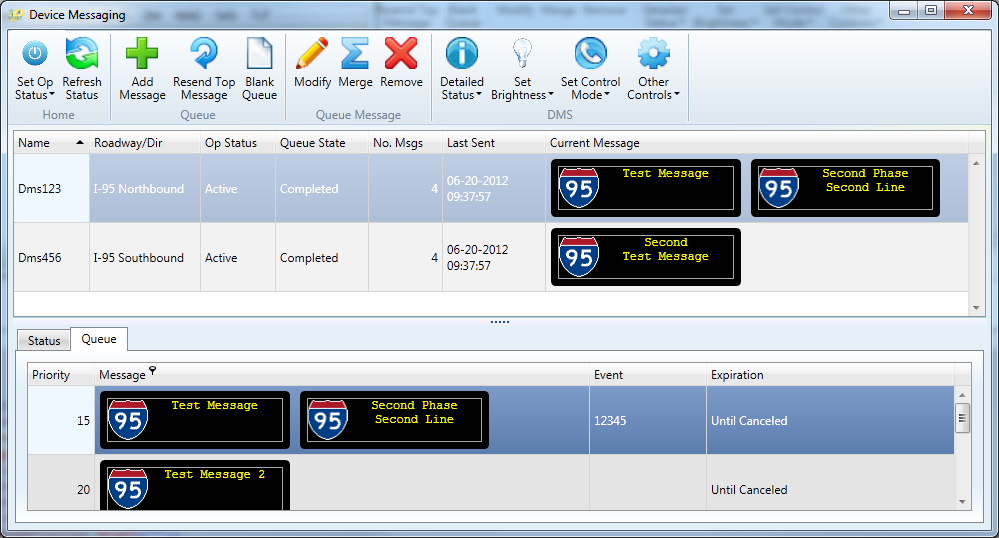 Device Messaging
Set Op Status
Refresh Status
Add Message
Resend Top Message
Blank Queue
Modify
Merge
Remove
Detailed Status
Set Brightness
Set Control Mode
Other Controls
Home
Queue
Queue Message
DMS
Name Roadway/Dir Op Status Queue State No. Msgs Last Sent Current Message
Dms123 I-95 Northbound Active Completed 4 06-20-2012 09:37:57
95 Test Message
95 Second Phase
Second Line
Dms456 I-95 Southbound Active Completed 4 06-20-2012 09:37:57
95 Second
Test Message
Status Queue
Priority Message Event Expiration
15
95 Test Message
95 Second Phase
Second Line
12345 Until Canceled
20
95 Test Message 2
Until Canceled